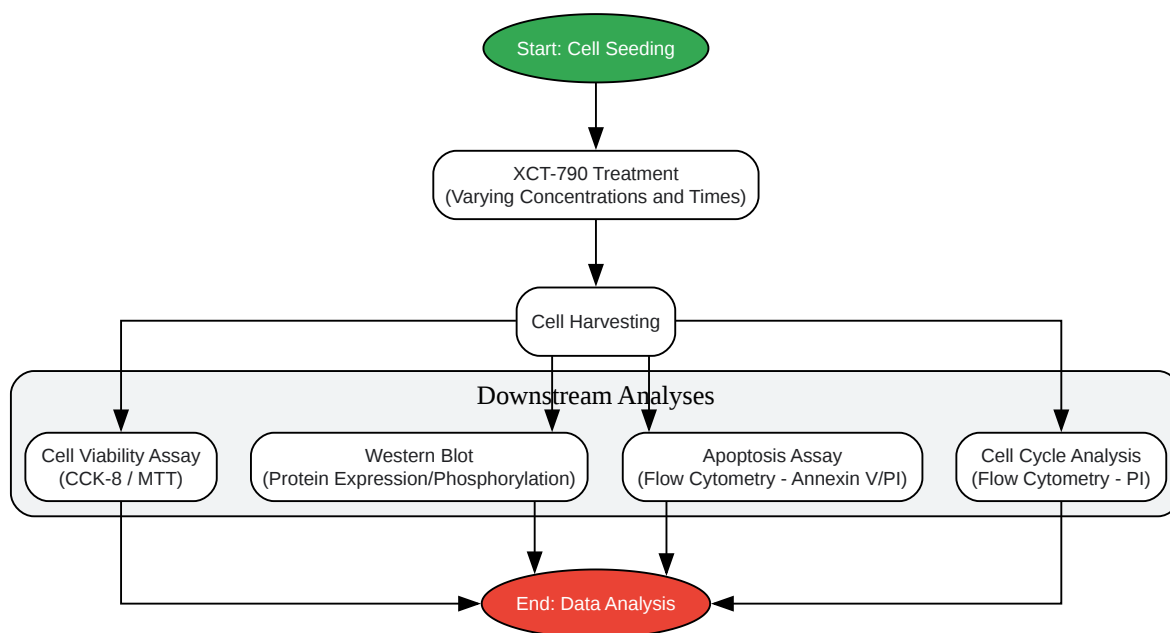 Start: Cell Seeding
XCT-790 Treatment
(Varying Concentrations and Times)
Cell Harvesting
Downstream Analyses
Cell Viability Assay
(CCK-8 / MTT)
Western Blot
(Protein Expression/Phosphorylation)
Apoptosis Assay
(Flow Cytometry - Annexin V/PI)
Cell Cycle Analysis
(Flow Cytometry - PI)
End: Data Analysis